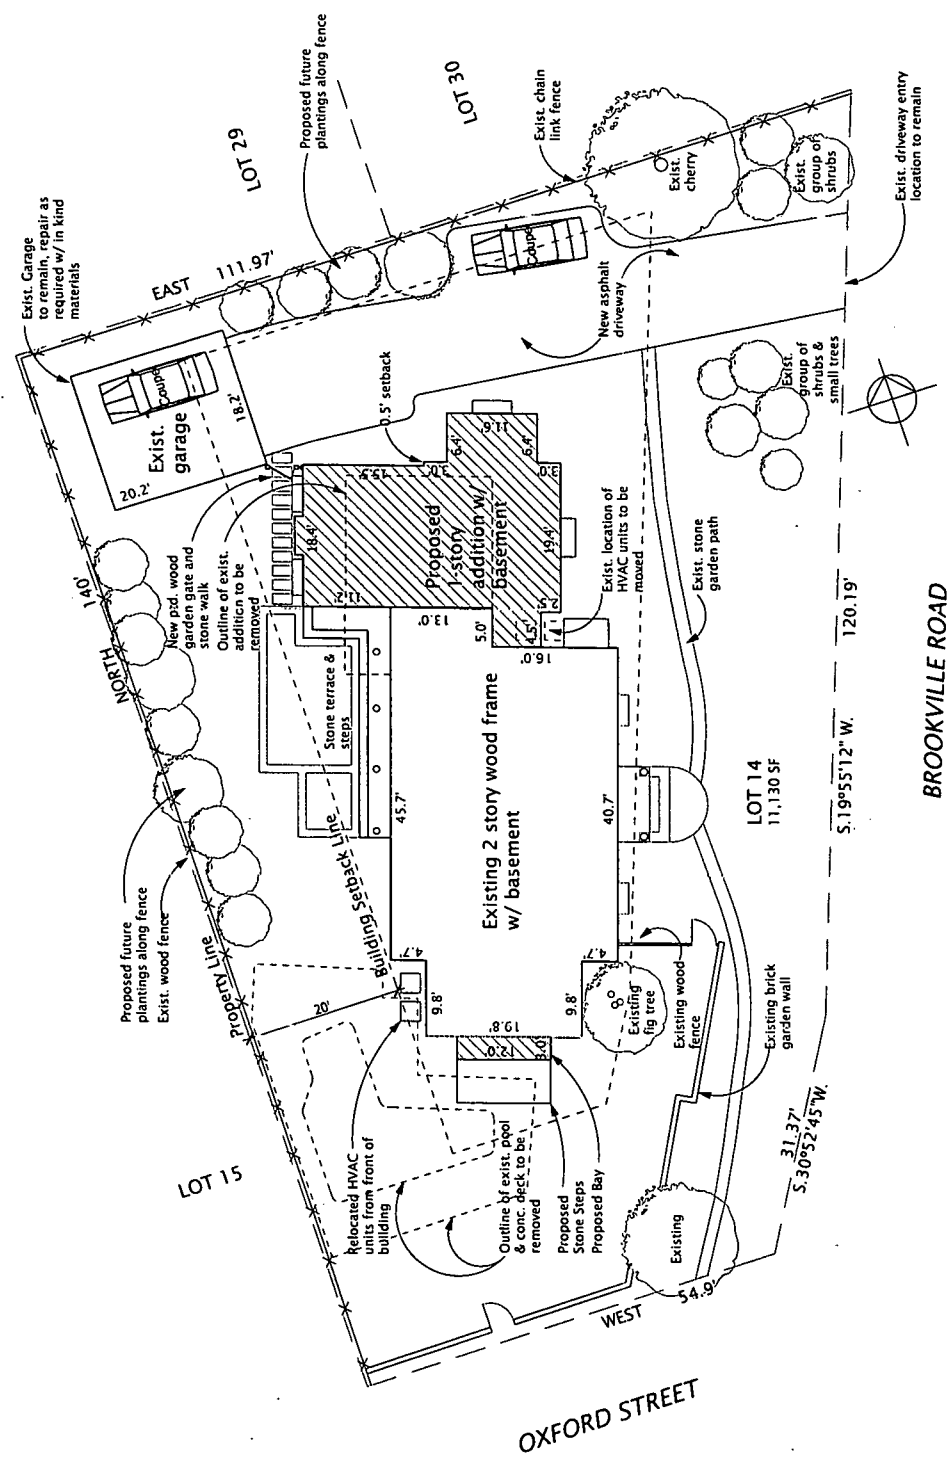 Exist. Garage
to remain, repair as
required w/ in kind
materials
EAST 111.97'
LOT 29
Proposed future
plantings along fence
LOT 30
Exist. chain
link fence
Exist.
cherry
Exist.
group of
shrubs
Exist. driveway entry
location to remain
Coupe
Exist.
garage
18.2'
20.2'
Coupe
New asphalt
driveway
Exist.
group of
shrubs &
small trees
0.5' setback
NORTH 140'
New ptd. wood
garden gate and
stone walk
Outline of exist.
addition to be
removed
18.4'
15.5'
3.0'
6.4'
11.6'
6.4'
3.0'
Proposed
1-story
addition w/
basement
11.2'
13.0'
5.0'
4.5'
19.4'
16.0'
Exist. location of
HVAC units to be
moved
Exist. stone
garden path
Stone terrace &
steps
45.7'
Existing 2 story wood frame
w/ basement
40.7'
LOT 14
11,130 SF
S.19°55'12" W. 120.19'
BROOKVILLE ROAD
Proposed future
plantings along fence
Exist. wood fence
Property Line
Building Setback Line
20'
4.7'
9.8'
19.8'
4.7'
9.8'
12.0'
3.0'
Existing
fig tree
Existing wood
fence
Existing brick
garden wall
LOT 15
Relocated HVAC
units from front of
building
Outline of exist. pool
& conc. deck to be
removed
Proposed
Stone Steps
Proposed Bay
Existing
31.37'
S.30°52'45"W.
WEST 54.9'
OXFORD STREET